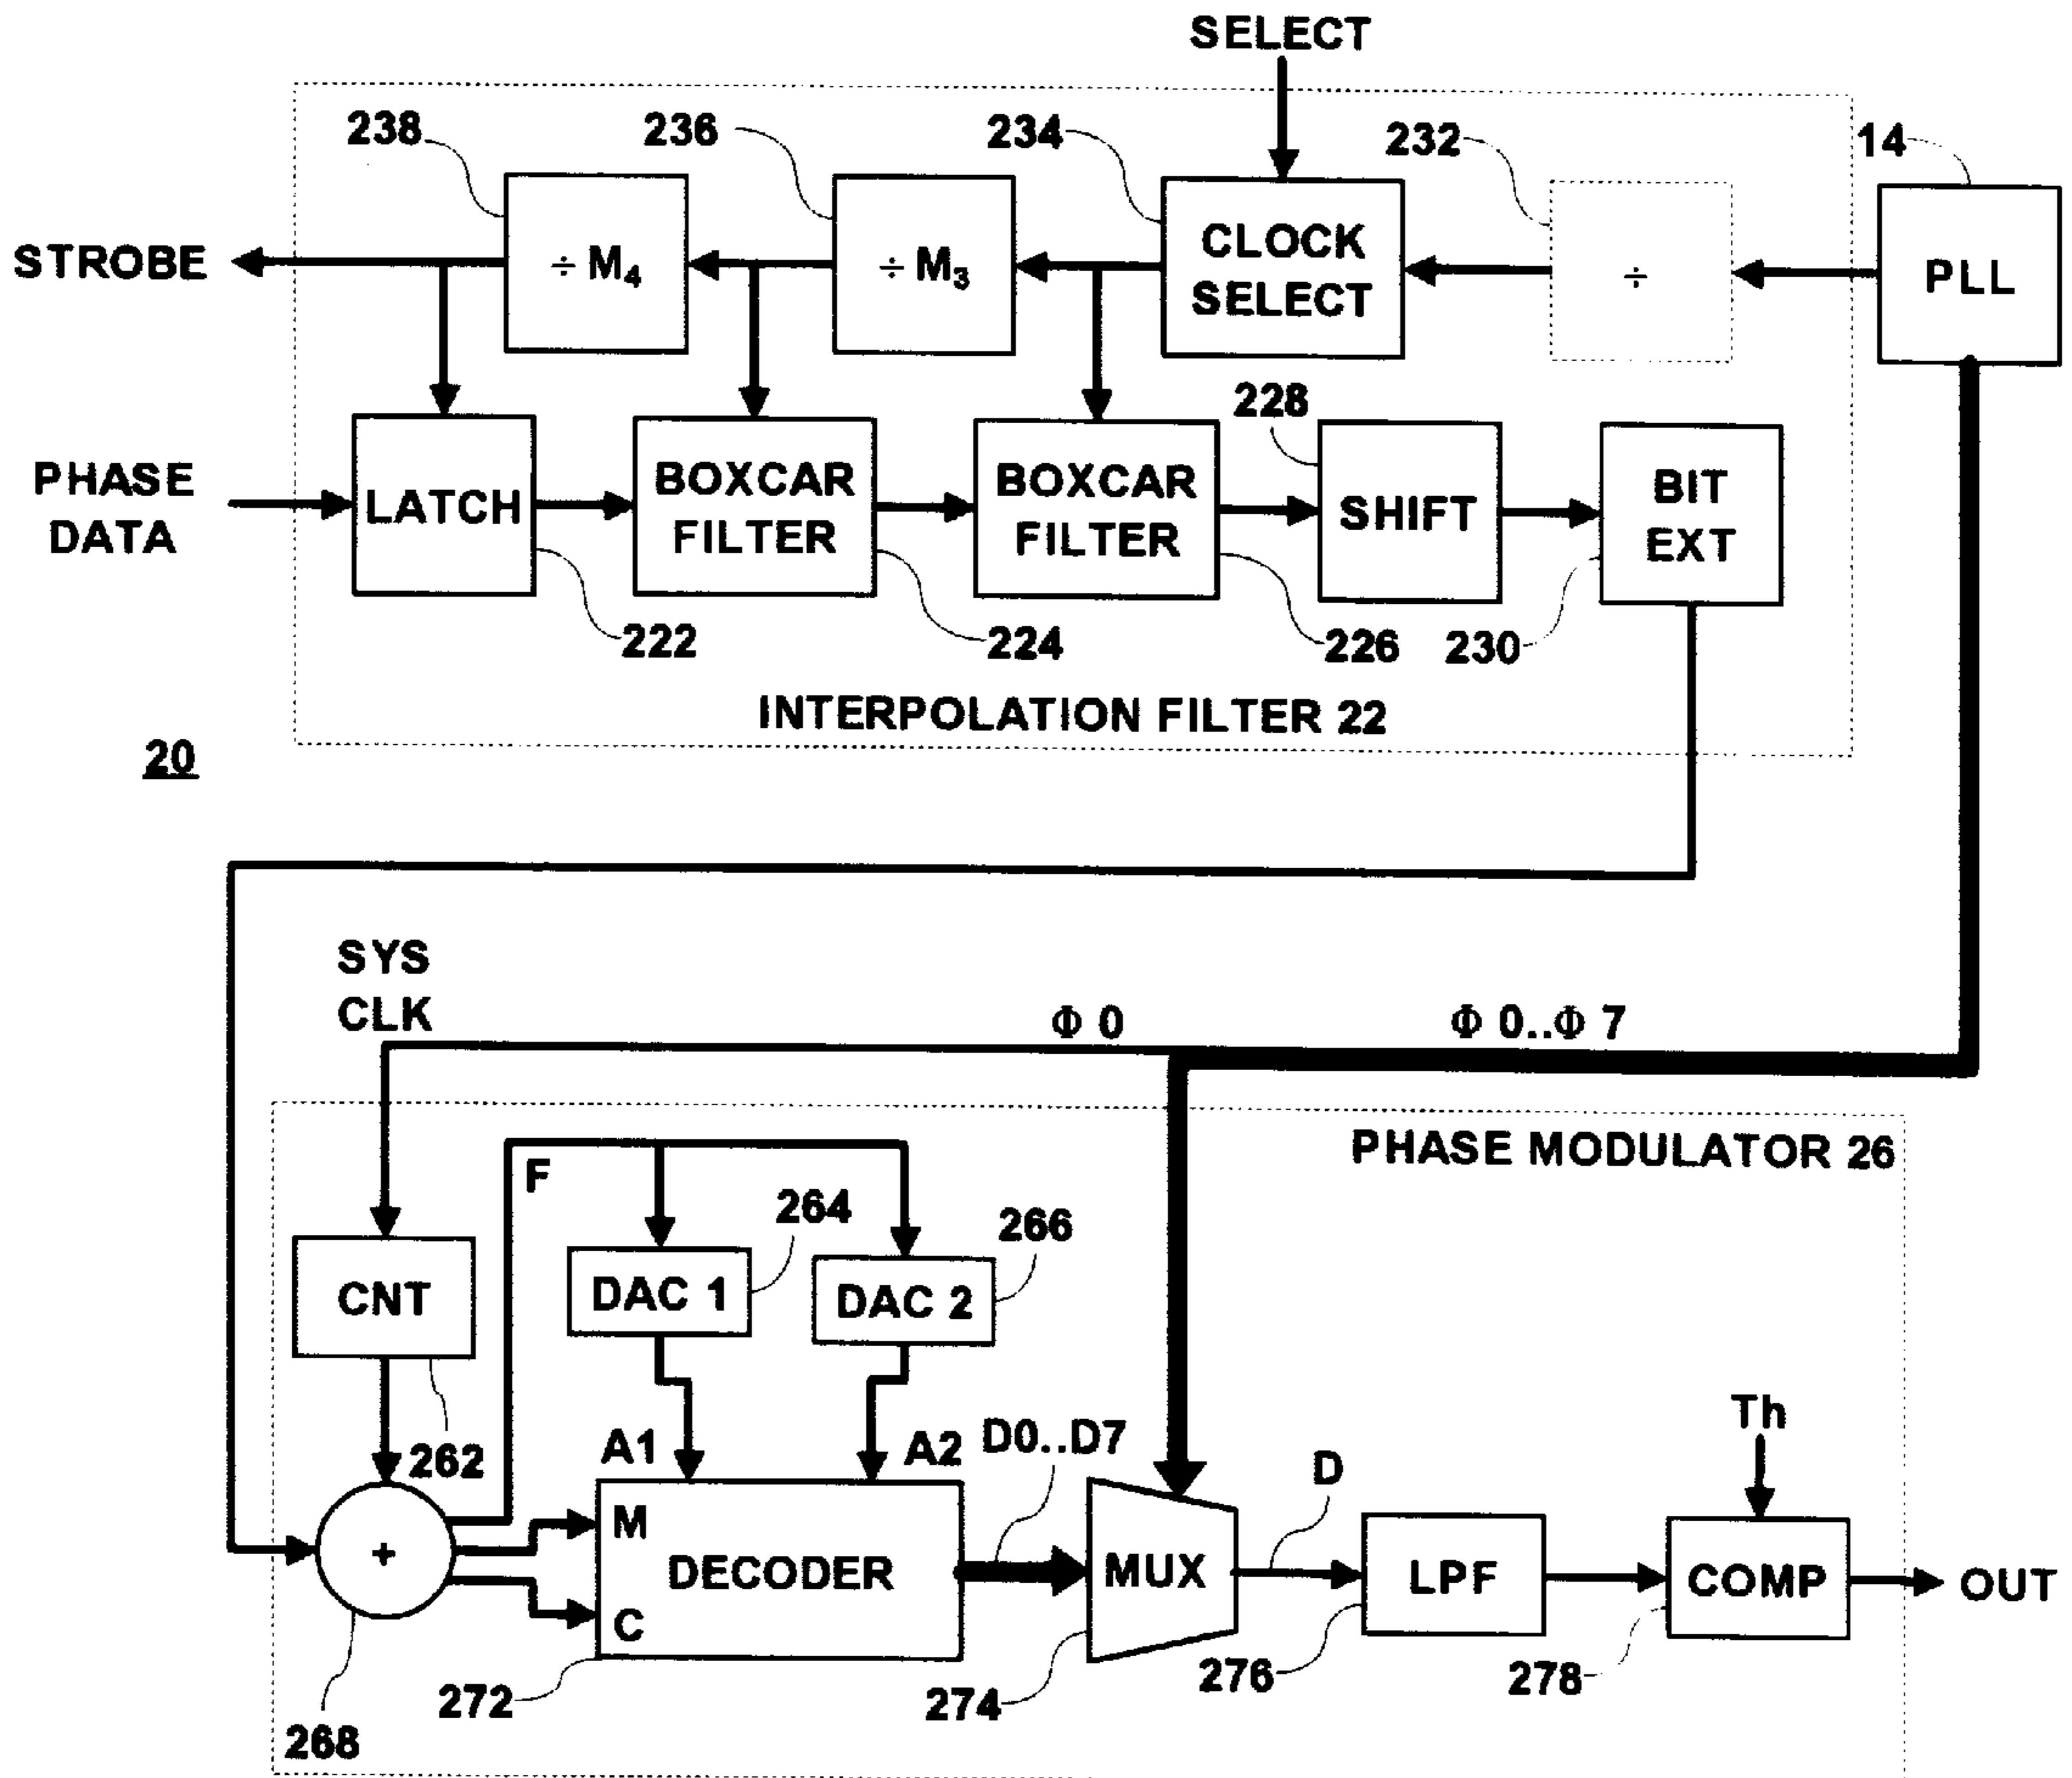 SELECT
238
236
234
232
14
STROBE
÷ M4
÷ M3
CLOCK
SELECT
÷
PLL
PHASE
DATA
LATCH
BOXCAR
FILTER
BOXCAR
FILTER
228
SHIFT
BIT
EXT
222
224
226
230
INTERPOLATION FILTER 22
20
SYS
CLK
Φ 0
Φ 0..Φ 7
PHASE MODULATOR 26
F
264
266
CNT
DAC 1
DAC 2
262
A1
A2
D0..D7
D
Th
+
M
C
DECODER
MUX
LPF
COMP
OUT
268
272
274
276
278